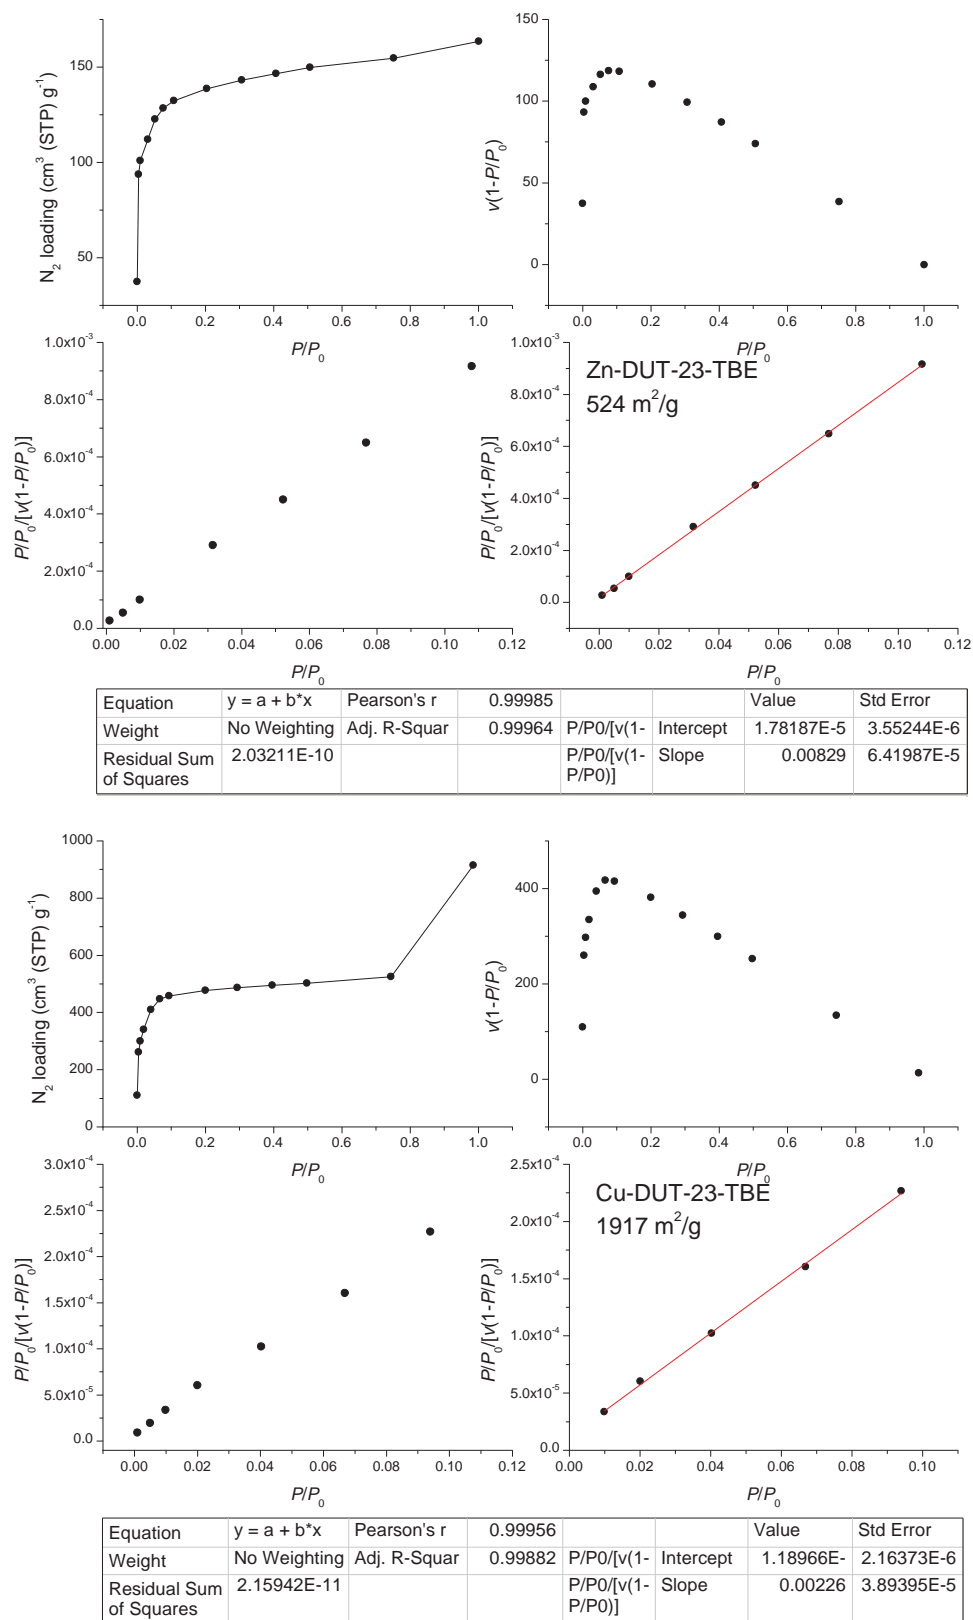 150
100
50
N₂ loading (cm³ (STP) g⁻¹
0.0 0.2 0.4 0.6 0.8 1.0
P/P₀
150
100
50
0
v(1-P/P₀)
0.0 0.2 0.4 0.6 0.8 1.0
P/P₀
1.0x10⁻³
8.0x10⁻⁴
6.0x10⁻⁴
4.0x10⁻⁴
2.0x10⁻⁴
0.0
P/P₀/[v(1-P/P₀)]
0.00 0.02 0.04 0.06 0.08 0.10 0.12
P/P₀
1.0x10⁻³
8.0x10⁻⁴
6.0x10⁻⁴
4.0x10⁻⁴
2.0x10⁻⁴
0.0
P/P₀/[v(1-P/P₀)]
Zn-DUT-23-TBE
524 m²/g
0.00 0.02 0.04 0.06 0.08 0.10 0.12
P/P₀
Equation y = a + b*x Pearson's r 0.99985 Value Std Error
Weight No Weighting Adj. R-Squar 0.99964 P/P0/[v(1- Intercept 1.78187E-5 3.55244E-6
Residual Sum 2.03211E-10 P/P0/[v(1- Slope 0.00829 6.41987E-5
of Squares P/P0)]
1000
800
600
400
200
0
N₂ loading (cm³ (STP) g⁻¹
0.0 0.2 0.4 0.6 0.8 1.0
P/P₀
400
200
0
v(1-P/P₀)
0.0 0.2 0.4 0.6 0.8 1.0
P/P₀
3.0x10⁻⁴
2.5x10⁻⁴
2.0x10⁻⁴
1.5x10⁻⁴
1.0x10⁻⁴
5.0x10⁻⁵
0.0
P/P₀/[v(1-P/P₀)]
0.00 0.02 0.04 0.06 0.08 0.10 0.12
P/P₀
2.5x10⁻⁴
2.0x10⁻⁴
1.5x10⁻⁴
1.0x10⁻⁴
5.0x10⁻⁵
0.0
P/P₀/[v(1-P/P₀)]
Cu-DUT-23-TBE
1917 m²/g
0.00 0.02 0.04 0.06 0.08 0.10
P/P₀
Equation y = a + b*x Pearson's r 0.99956 Value Std Error
Weight No Weighting Adj. R-Squar 0.99882 P/P0/[v(1- Intercept 1.18966E- 2.16373E-6
Residual Sum 2.15942E-11 P/P0/[v(1- Slope 0.00226 3.89395E-5
of Squares P/P0)]